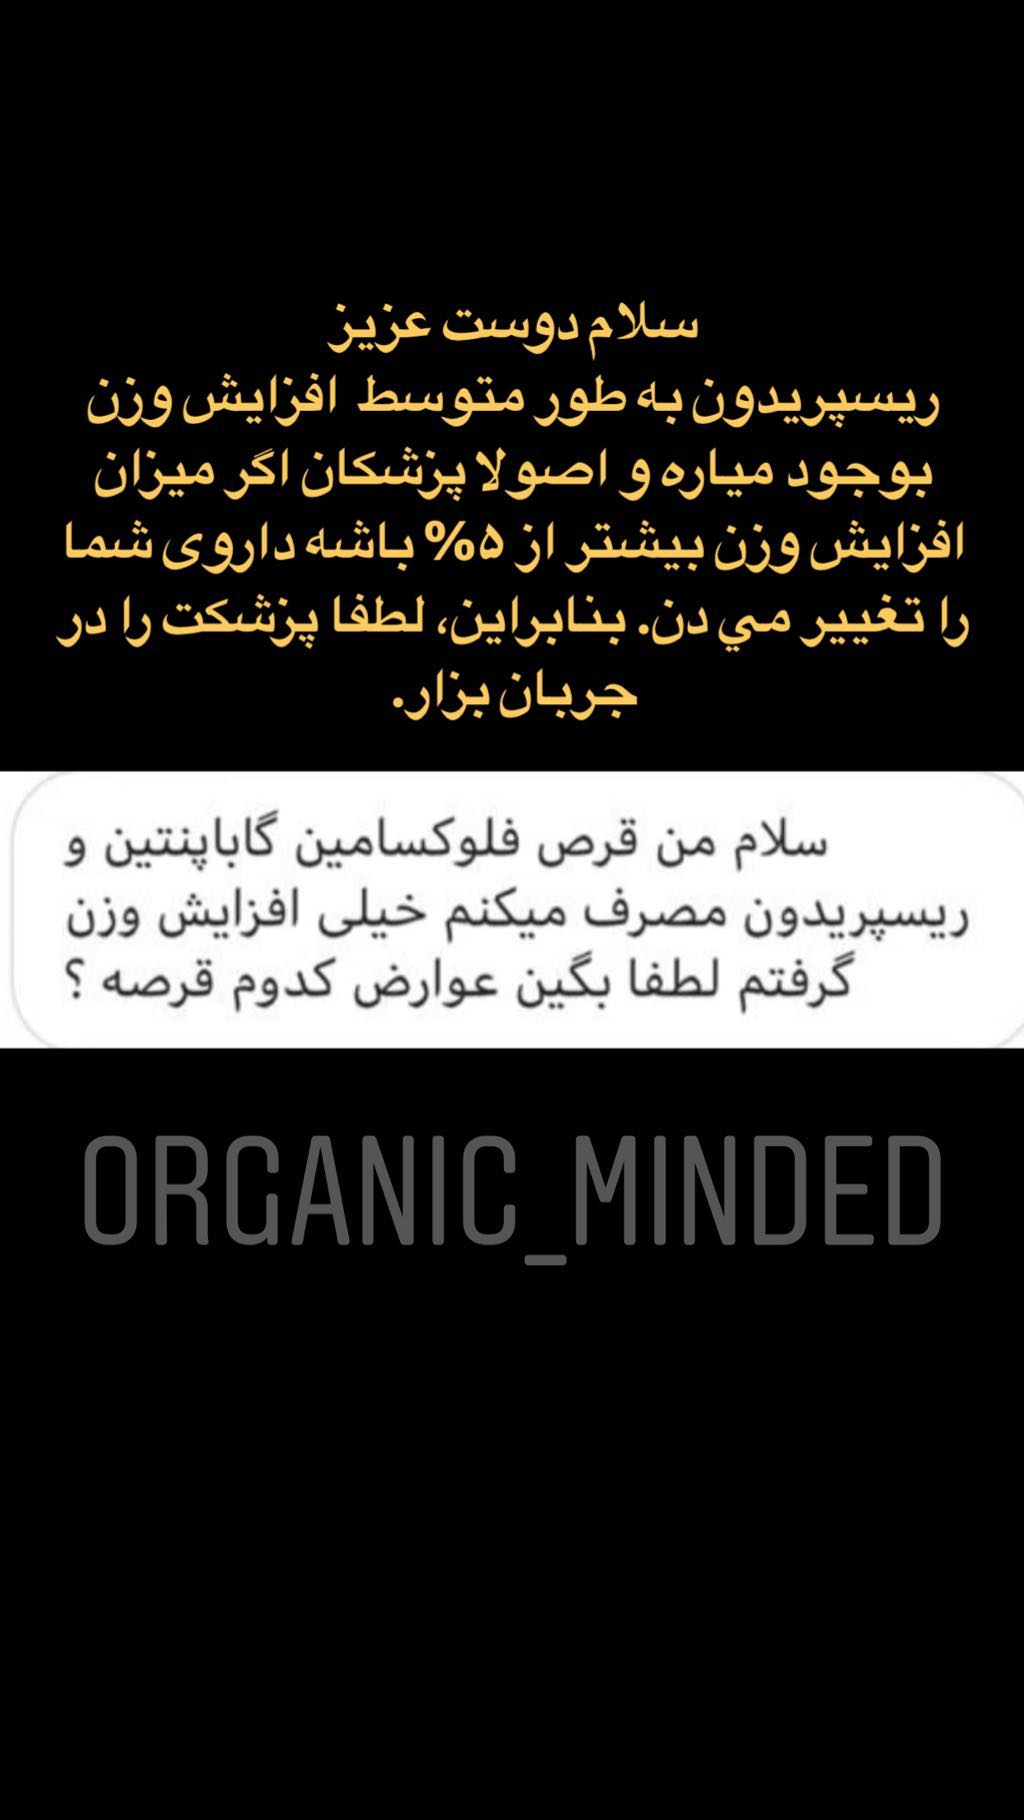 سلام دوست عزیز
ریسپریدون به طور متوسط افزایش وزن
بوجود میاره و اصولا پزشکان اگر میزان
افزایش وزن بیشتر از ۵% باشه داروی شما
را تغییر مي دن. بنابراین، لطفا پزشکت را در
جربان بزار.
سلام من قرص فلوکسامین گاباپنتین و
ریسپریدون مصرف میکنم خیلی افزایش وزن
گرفتم لطفا بگین عوارض کدوم قرصه ؟
ORGANIC_MINDED